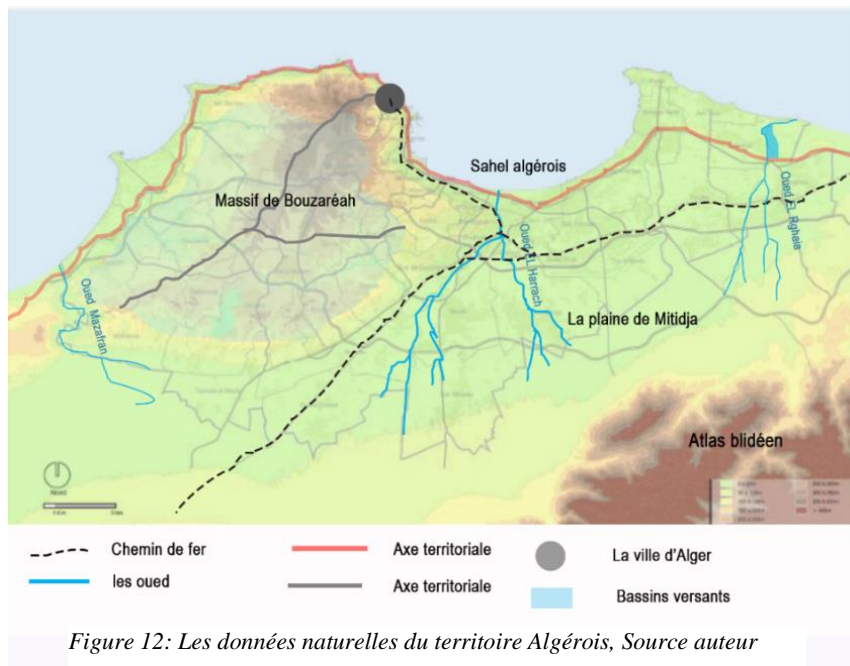 Sahel algérois
Massif de Bouzaréah
Oued EL Rghaie
Oued EL Harrach
Oued Mazafran
La plaine de Mitidja
Atlas blidéen
Chemin de fer
Axe territoriale
La ville d'Alger
les oued
Axe territoriale
Bassins versants
Figure 12: Les données naturelles du territoire Algérois, Source auteur